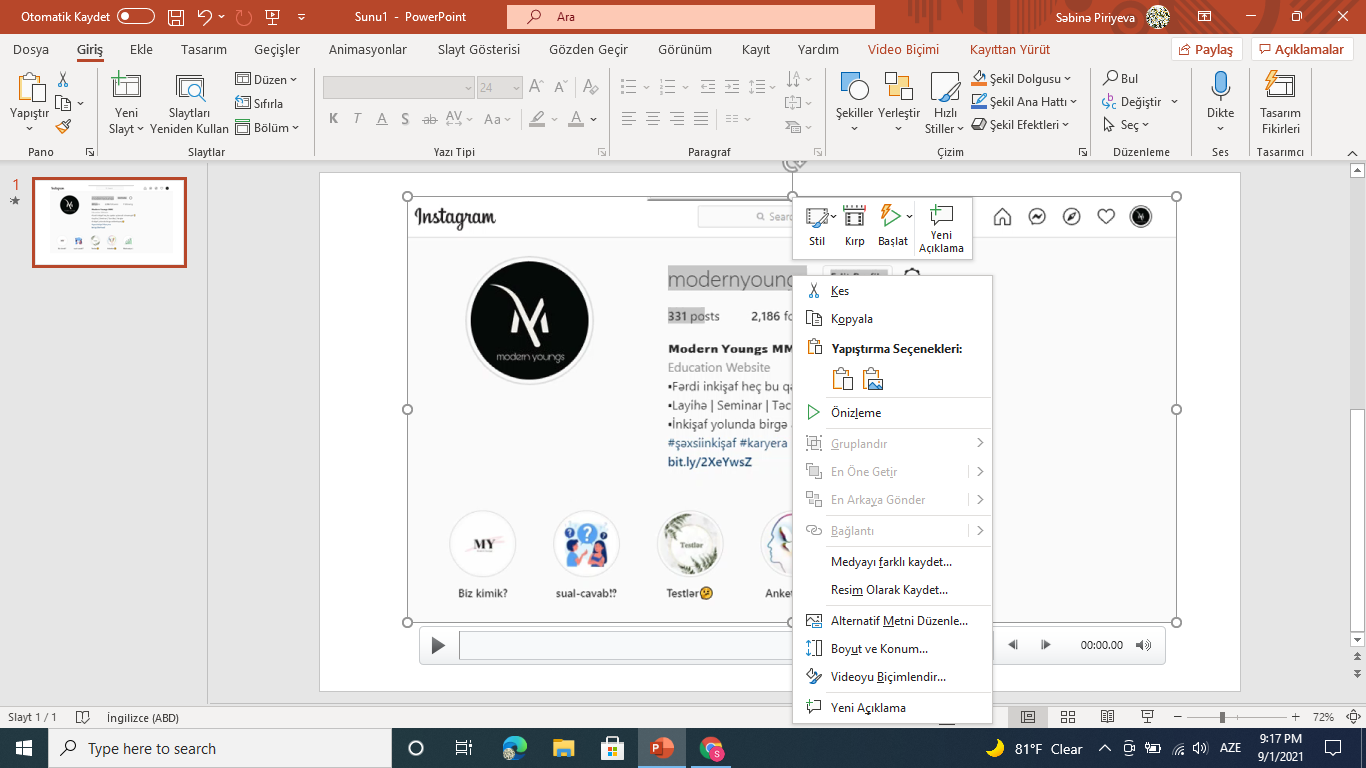 Otomatik Kaydet
Sunu1 - PowerPoint
Ara
Səbinə Piriyeva
Dosya Giriş Ekle Tasarım Geçişler Animasyonlar Slayt Gösterisi Gözden Geçir Görünüm Kayıt Yardım Video Biçimi Kayıttan Yürüt
Paylaş
Açıklamalar
Yapıştır
Pano
Yeni
Slayt
Slaytları
Yeniden Kullan
Düzen
Sıfırla
Bölüm
Slaytlar
24
K T A S ab AV Aa A
Yazı Tipi
Paragraf
Şekiller
Yerleştir
Hızlı
Stiller
Şekil Dolgusu
Şekil Ana Hattı
Şekil Efektleri
Çizim
Bul
Değiştir
Seç
Düzenleme
Dikte
Ses
Tasarım
Fikirleri
Tasarımcı
1
Instagram
Search
modern youngs
modernyoungs
331 posts
2,186
Modern Youngs MM
Education Website
▪Fərdi inkişaf heç bu
▪Layihə | Seminar |
▪İnkişaf yolunda birgə
#şəxsiinkişaf #karyera
bit.ly/2XeYwsZ
MY
Biz kimik?
sual-cavab!?
Testlər
Testlər🤔
Stil
Kırp
Başlat
Yeni
Açıklama
Kes
Kopyala
Yapıştırma Seçenekleri:
Önizleme
Gruplandır
En Öne Getir
En Arkaya Gönder
Bağlantı
Medyayı farklı kaydet...
Resim Olarak Kaydet...
Alternatif Metni Düzenle...
Boyut ve Konum...
Videoyu Biçimlendir...
Yeni Açıklama
00:00.00
Slayt 1 / 1
İngilizce (ABD)
72%
Type here to search
81°F Clear
AZE
9:17 PM
9/1/2021